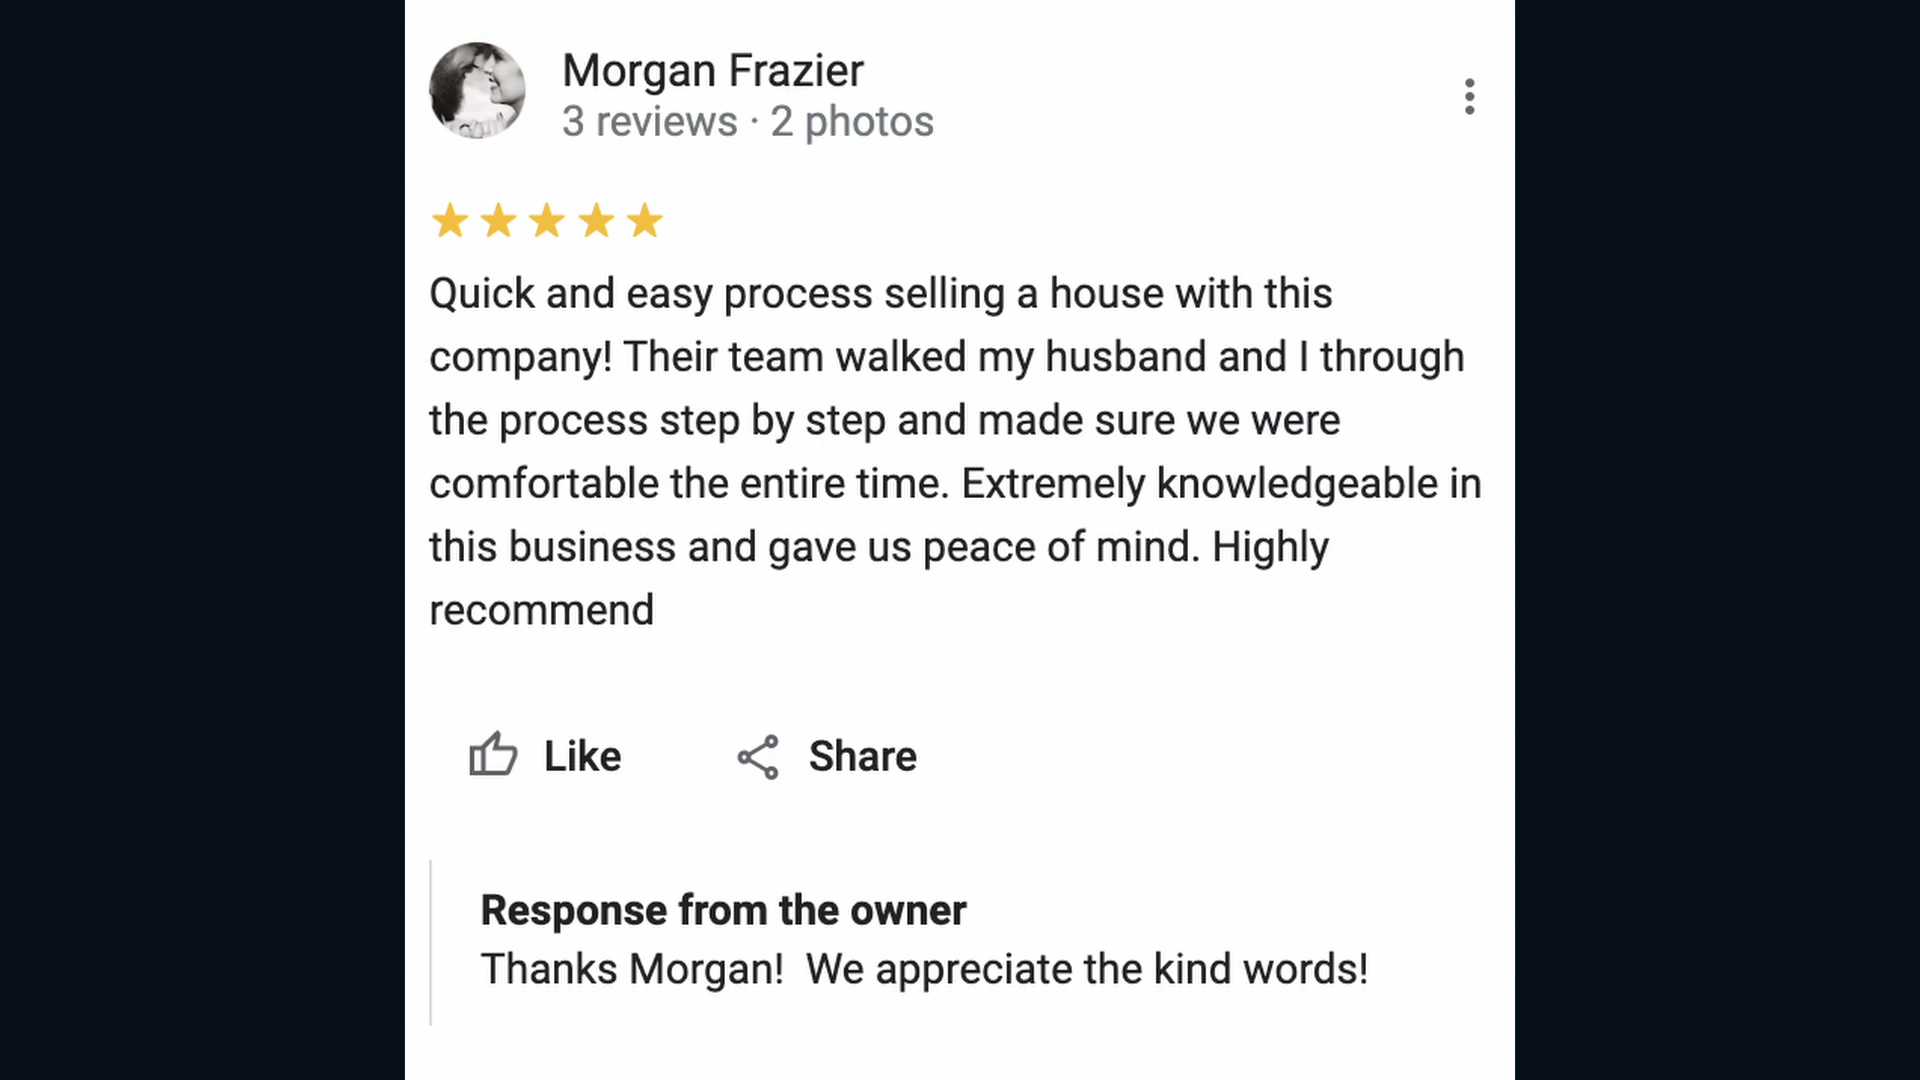 Morgan Frazier
3 reviews · 2 photos
Quick and easy process selling a house with this
company! Their team walked my husband and I through
the process step by step and made sure we were
comfortable the entire time. Extremely knowledgeable in
this business and gave us peace of mind. Highly
recommend
Like Share
Response from the owner
Thanks Morgan!  We appreciate the kind words!